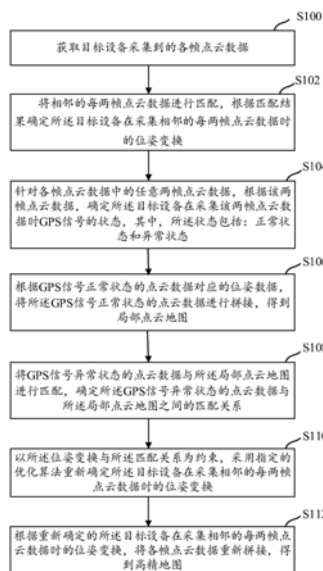 S100
获取目标设备采集到的各帧点云数据
S102
将相邻的每两帧点云数据进行匹配，根据匹配结
果确定所述目标设备在采集相邻的每两帧点云数据时
的位姿变换
S104
针对各帧点云数据中的任意两帧点云数据，根据该两
帧点云数据，确定所述目标设备在采集该两帧点云数
据时GPS信号的状态，其中，所述状态包括：正常状
态和异常状态
S106
根据GPS信号正常状态的点云数据对应的位姿数据，
将所述GPS信号正常状态的点云数据进行拼接，得到
局部点云地图
S108
将GPS信号异常状态的点云数据与所述局部点云地图
进行匹配，确定所述GPS信号异常状态的点云数据与
所述局部点云地图之间的匹配关系
S110
以所述位姿变换与所述匹配关系为约束，采用指定的
优化算法重新确定所述目标设备在采集相邻的每两帧
点云数据时的位姿变换
S112
根据重新确定的所述目标设备在采集相邻的每两帧点
云数据时的位姿变换，将各帧点云数据重新拼接，得
到高精地图